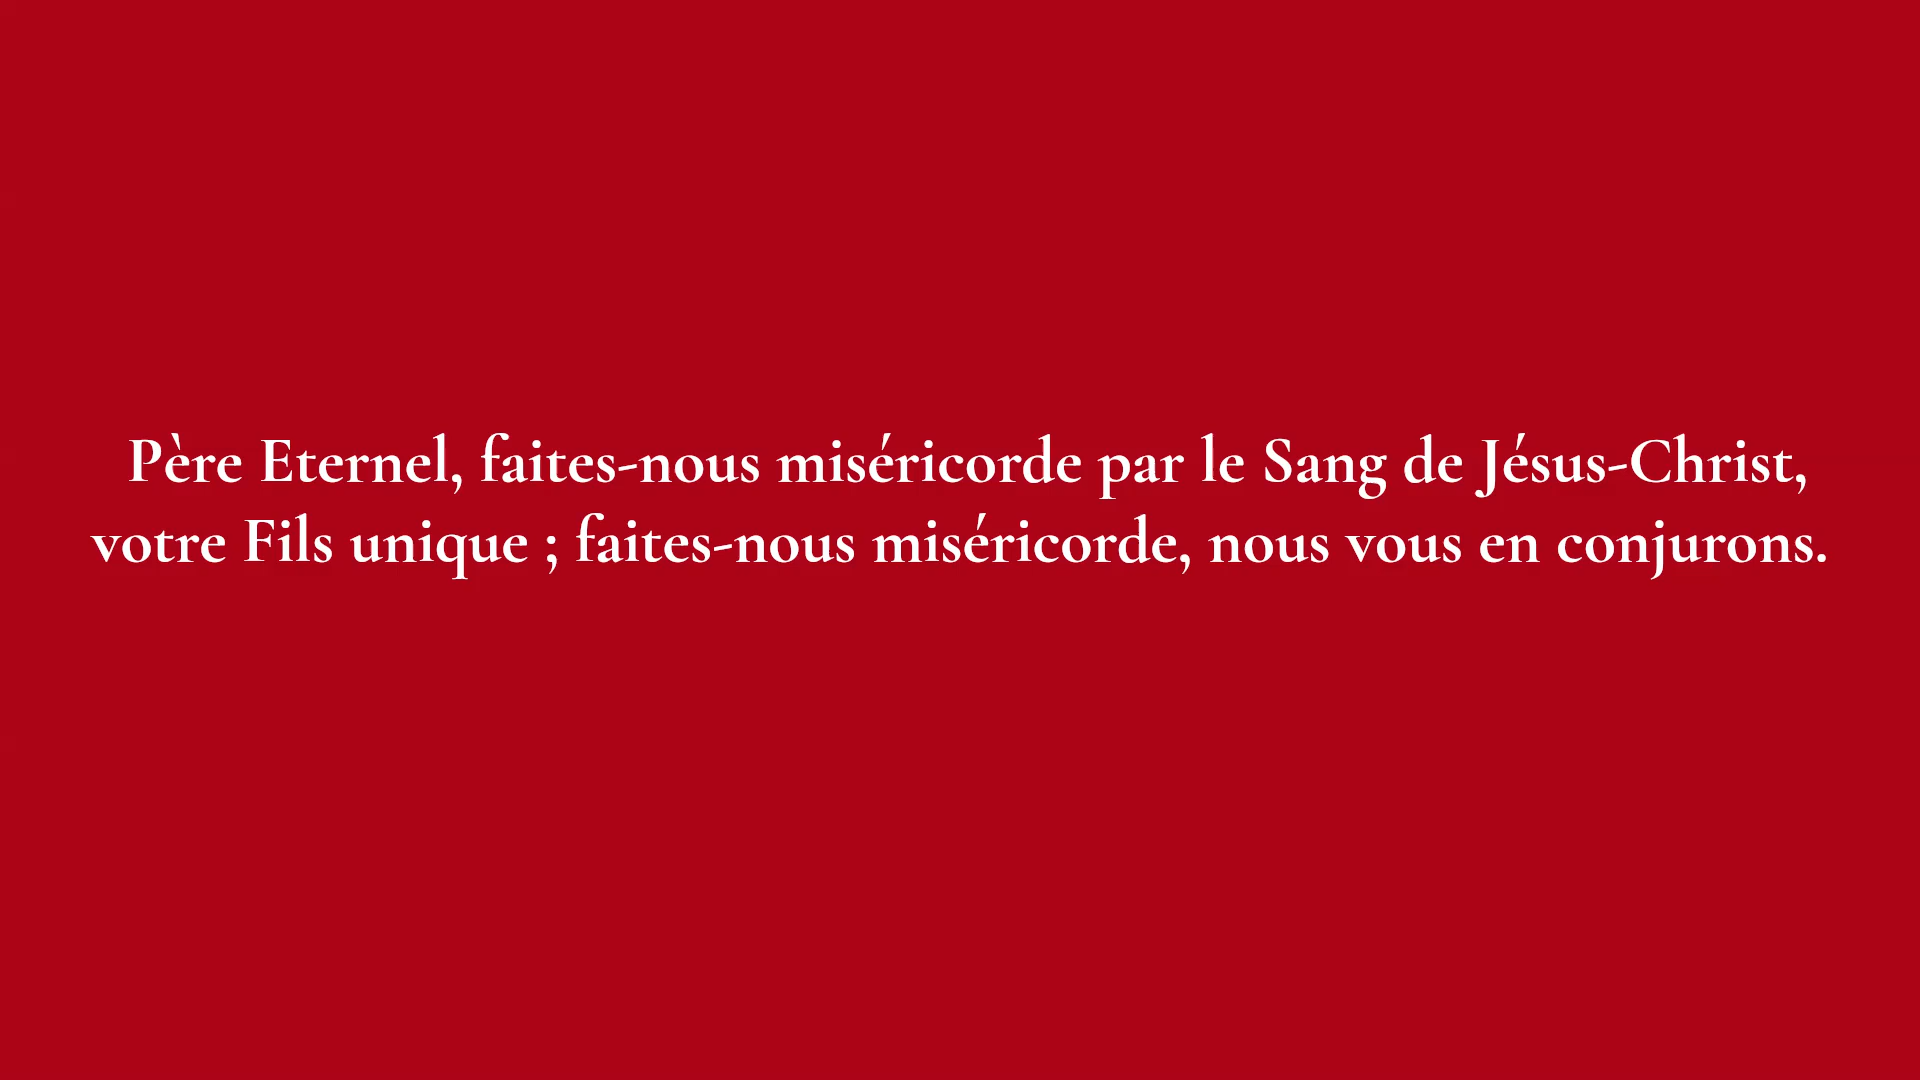 Père Eternel, faites-nous miséricorde par le Sang de Jésus-Christ,
votre Fils unique ; faites-nous miséricorde, nous vous en conjurons.